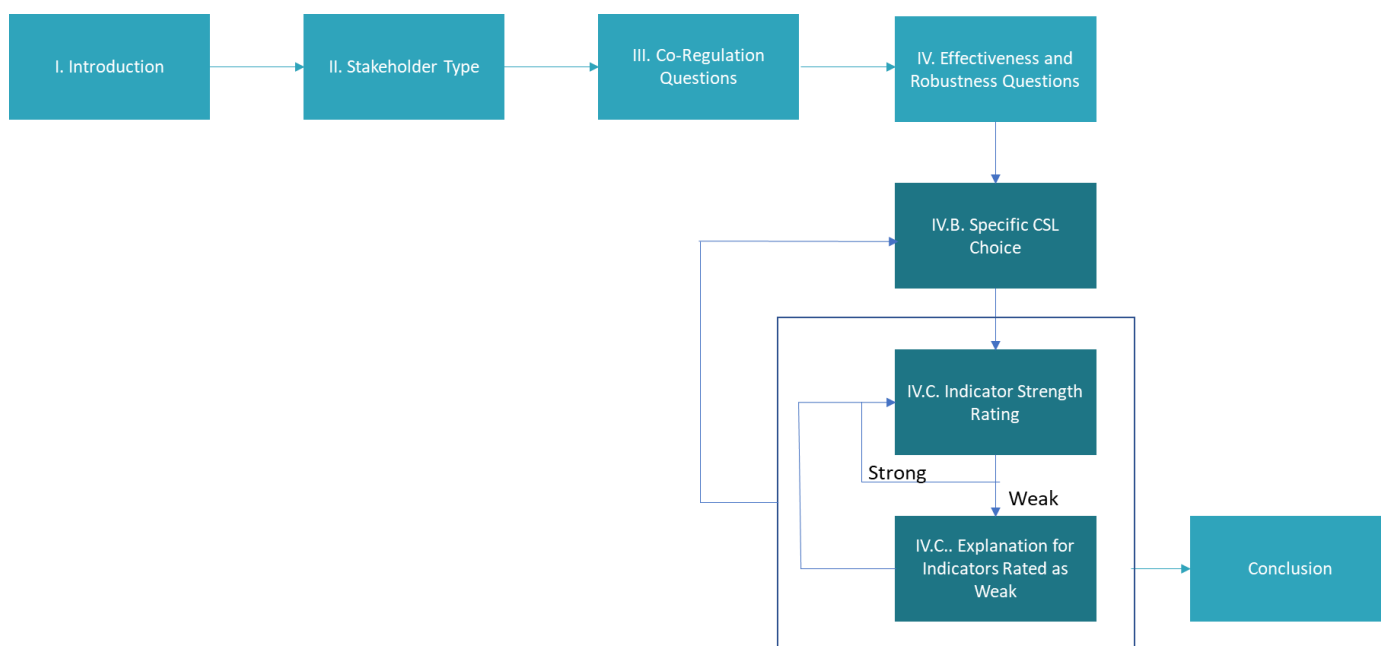 I. Introduction
II. Stakeholder Type
III. Co-Regulation
Questions
IV. Effectiveness and
Robustness Questions
IV.B. Specific CSL
Choice
IV.C. Indicator Strength
Rating
Strong
Weak
IV.C.. Explanation for
Indicators Rated as
Weak
Conclusion